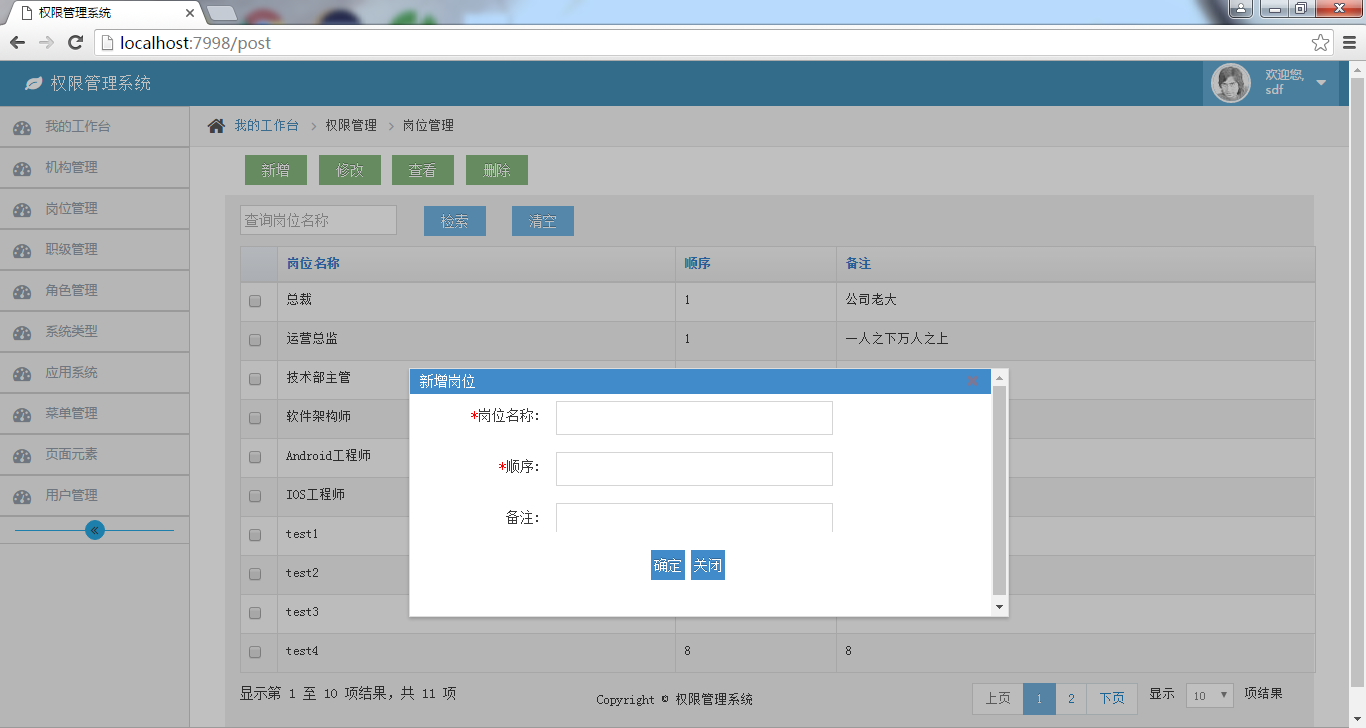 权限管理系统
localhost:7998/post
权限管理系统
欢迎您,
sdf
我的工作台
机构管理
岗位管理
职级管理
角色管理
系统类型
应用系统
菜单管理
页面元素
用户管理
我的工作台 > 权限管理 > 岗位管理
新增 修改 查看 删除
查询岗位名称 检索 清空
岗位名称 顺序 备注
总裁 1 公司老大
运营总监 1 一人之下万人之上
技术部主管
软件架构师
Android工程师
IOS工程师
test1
test2
test3
test4 8 8
新增岗位
*岗位名称:
*顺序:
备注:
确定 关闭
显示第 1 至 10 项结果，共 11 项
Copyright © 权限管理系统
上页 1 2 下页 显示 10 项结果